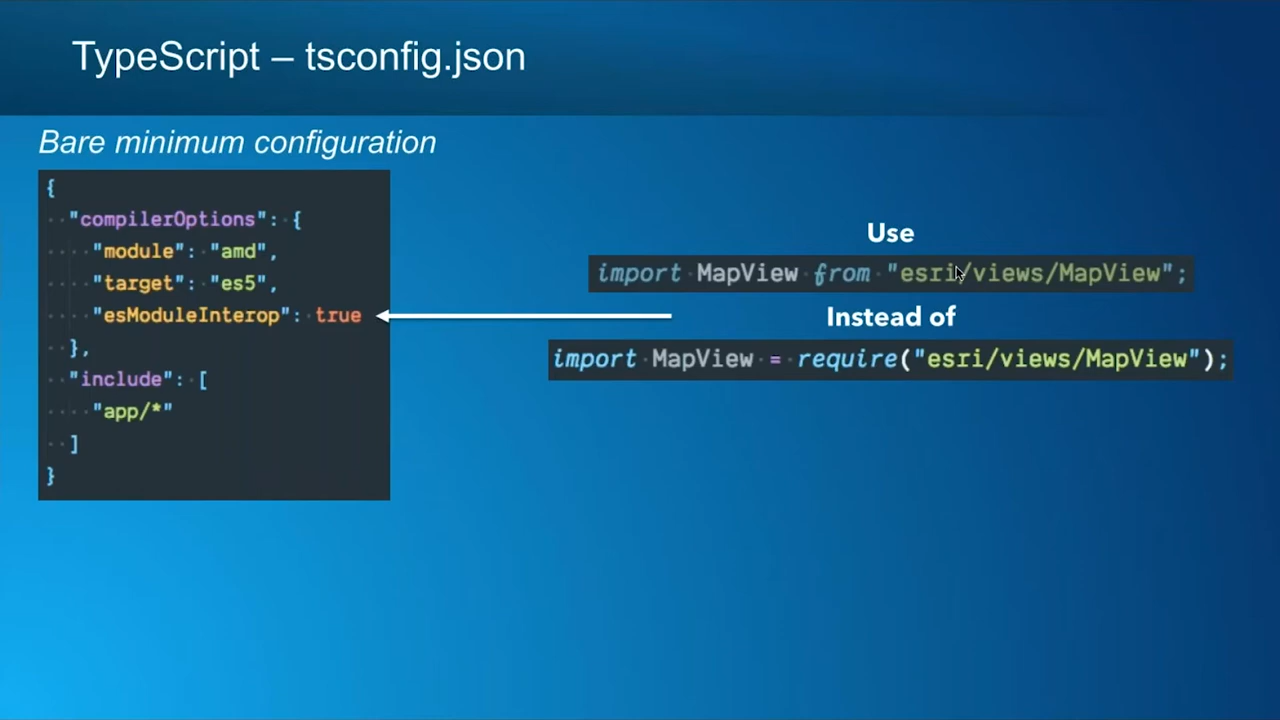 TypeScript – tsconfig.json
Bare minimum configuration
{
"compilerOptions": {
"module": "amd",
"target": "es5",
"esModuleInterop": true
},
"include": [
"app/*"
]
}
Use
import MapView from "esri/views/MapView";
Instead of
import MapView = require("esri/views/MapView");